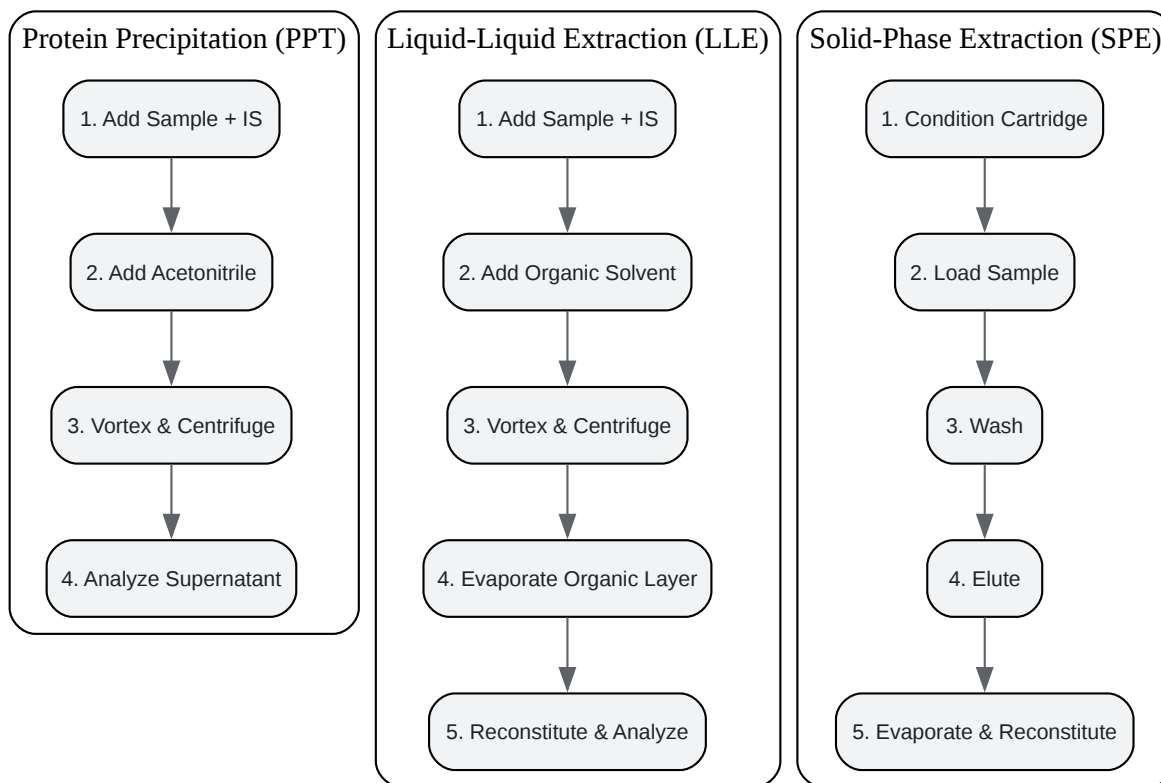 Protein Precipitation (PPT)
1. Add Sample + IS
2. Add Acetonitrile
3. Vortex & Centrifuge
4. Analyze Supernatant
Liquid-Liquid Extraction (LLE)
1. Add Sample + IS
2. Add Organic Solvent
3. Vortex & Centrifuge
4. Evaporate Organic Layer
5. Reconstitute & Analyze
Solid-Phase Extraction (SPE)
1. Condition Cartridge
2. Load Sample
3. Wash
4. Elute
5. Evaporate & Reconstitute